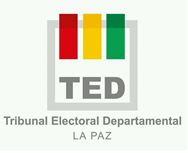 TED
Tribunal Electoral Departamental
LA PAZ